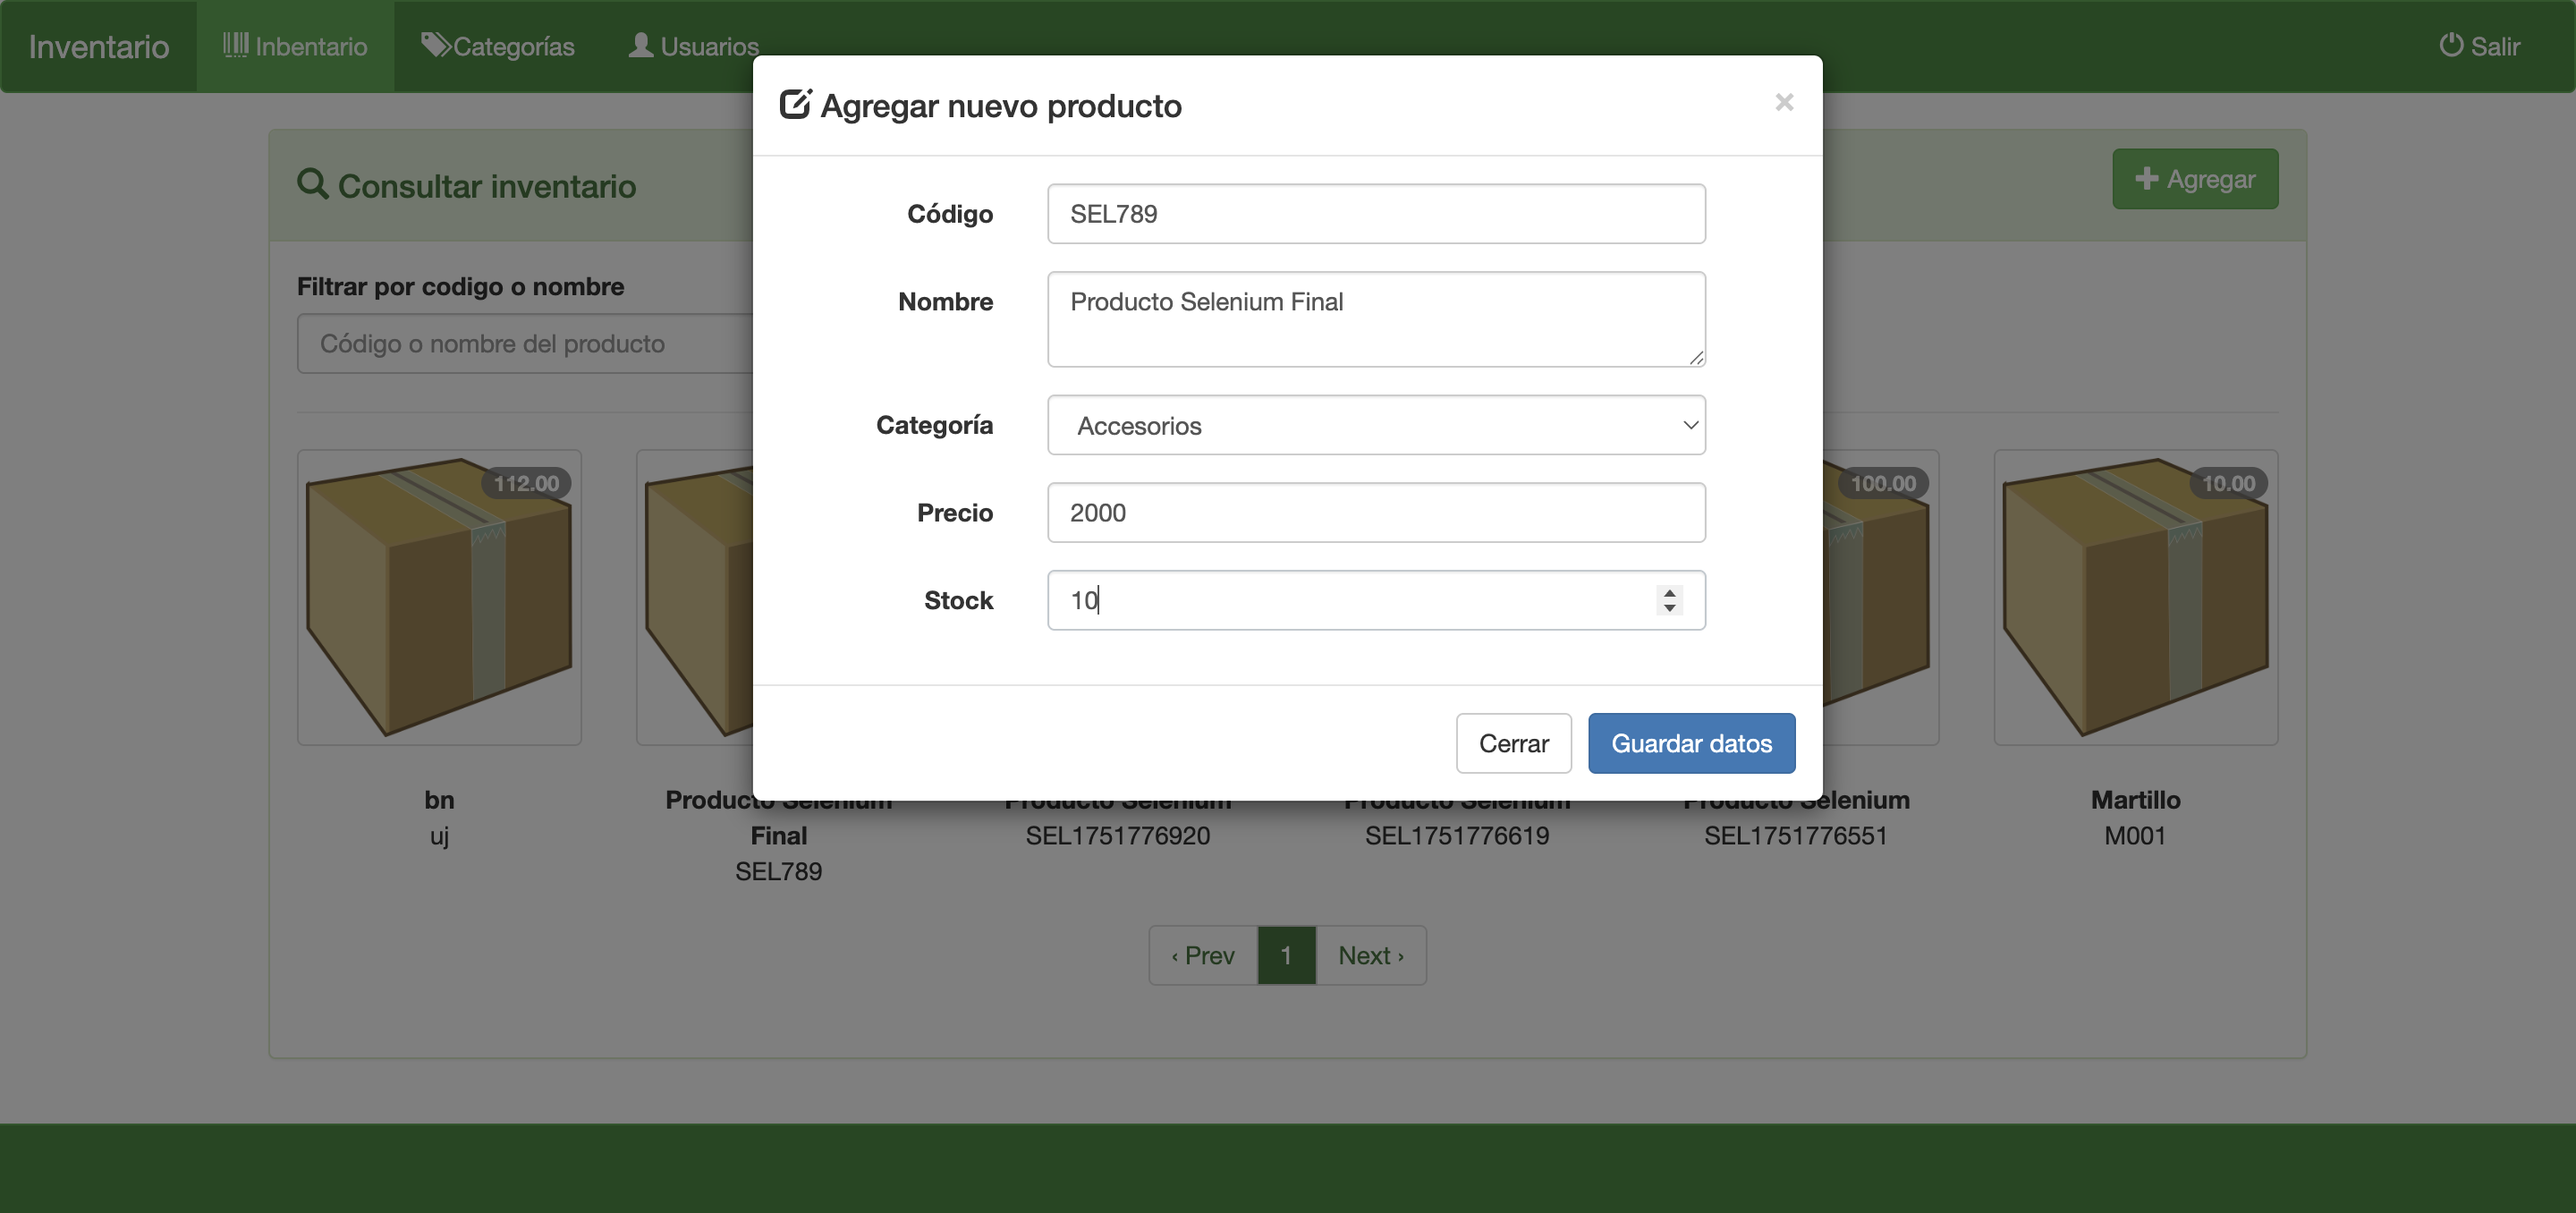 Inventario
Inbentario
Categorías
Usuarios
Salir
Agregar nuevo producto
×
Consultar inventario
Agregar
Código
SEL789
Filtrar por codigo o nombre
Nombre
Producto Selenium Final
Código o nombre del producto
Categoría
Accesorios
112.00
100.00
10.00
Precio
2000
Stock
10
Cerrar
Guardar datos
bn
uj
Producto Selenium
Final
SEL789
Producto Selenium
SEL1751776920
Producto Selenium
SEL1751776619
Producto Selenium
SEL1751776551
Martillo
M001
‹ Prev
1
Next ›